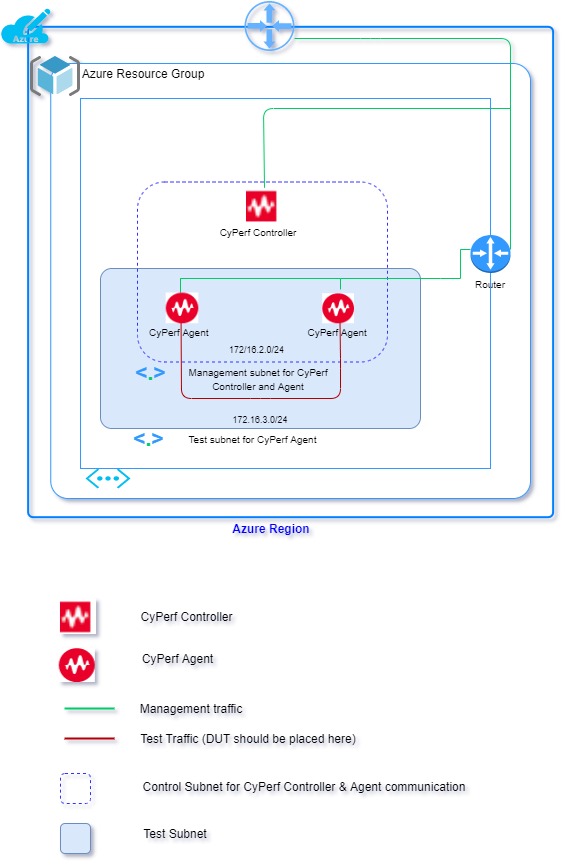 Azure
Azure Resource Group
CyPerf Controller
Router
CyPerf Agent
CyPerf Agent
172/16.2.0/24
Management subnet for CyPerf
Controller and Agent
172.16.3.0/24
Test subnet for CyPerf Agent
Azure Region
CyPerf Controller
CyPerf Agent
Management traffic
Test Traffic (DUT should be placed here)
Control Subnet for CyPerf Controller & Agent communication
Test Subnet